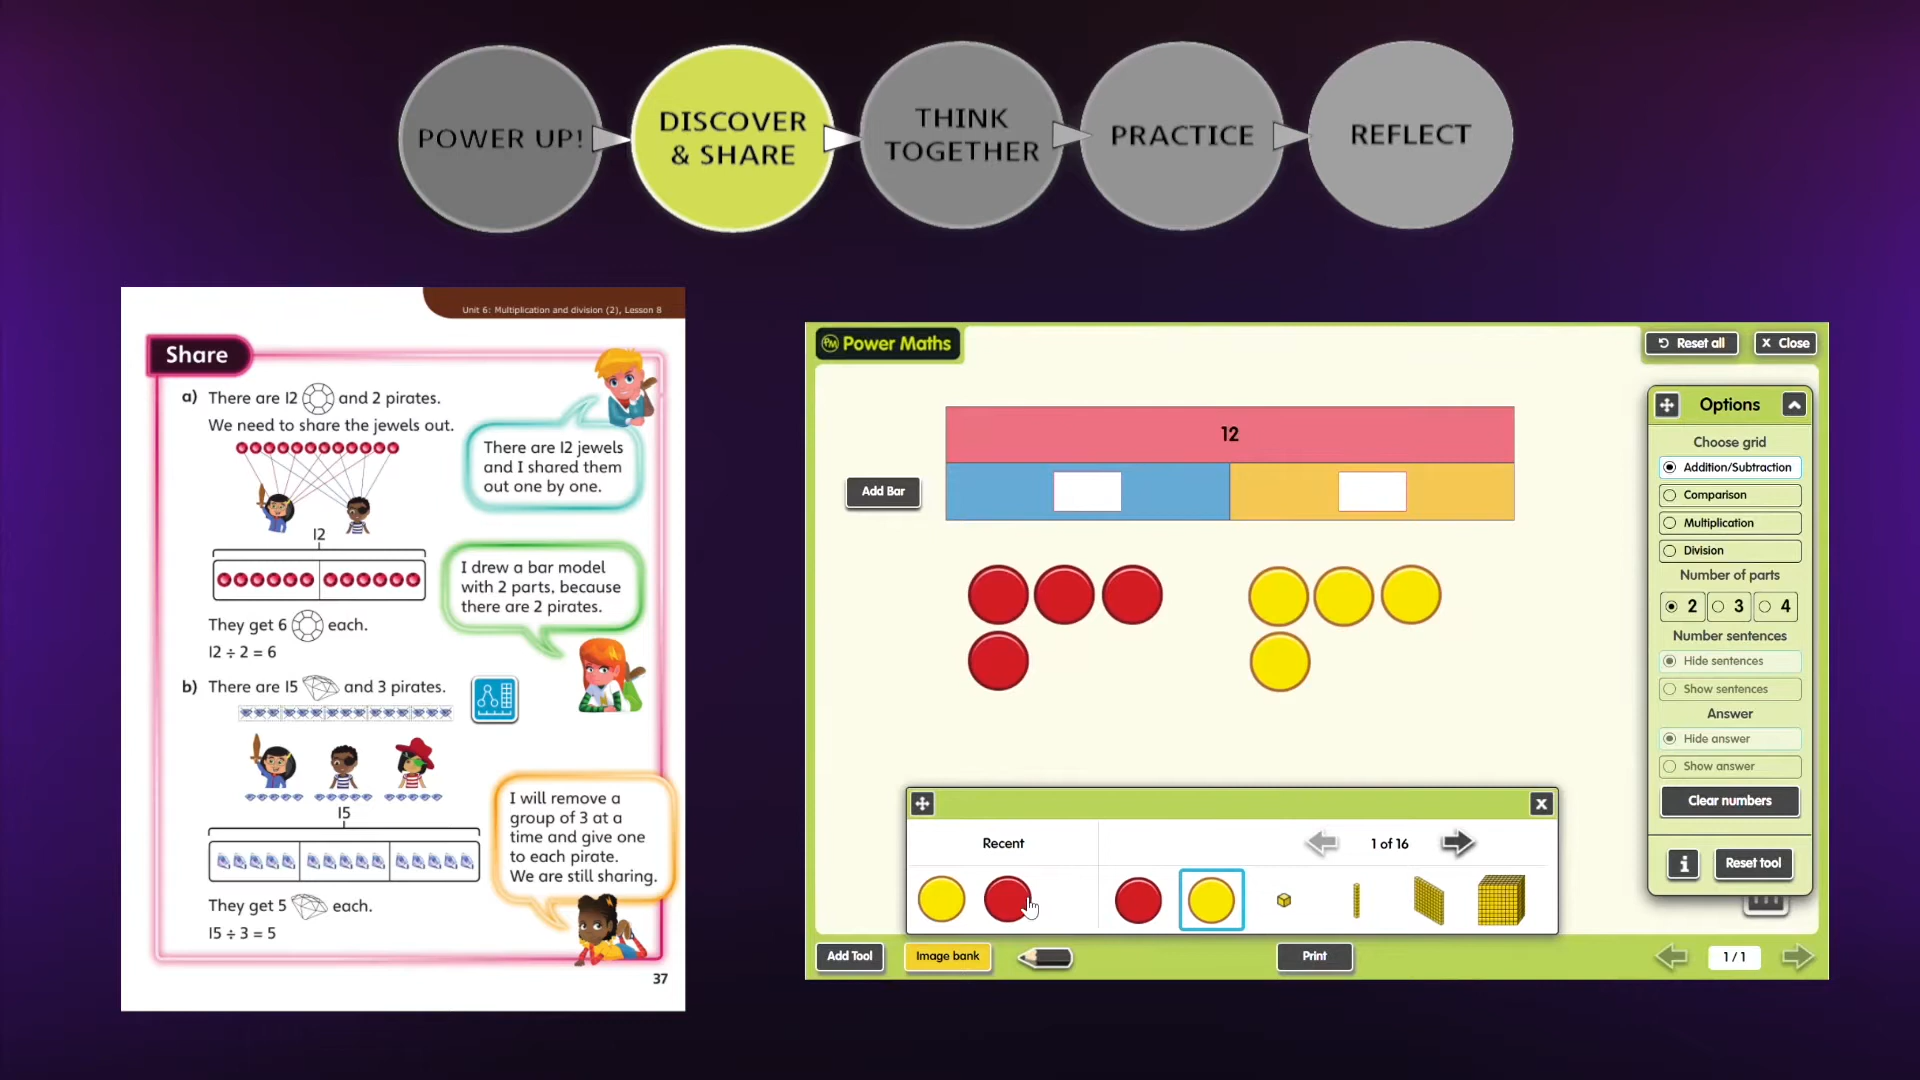 POWER UP!
DISCOVER
& SHARE
THINK
TOGETHER
PRACTICE
REFLECT
Unit 6: Multiplication and division (2), Lesson 8
Share
a) There are 12 and 2 pirates.
We need to share the jewels out.
There are 12 jewels
and I shared them
out one by one.
12
I drew a bar model
with 2 parts, because
there are 2 pirates.
They get 6 each.
12 ÷ 2 = 6
b) There are 15 and 3 pirates.
I will remove a
group of 3 at a
time and give one
to each pirate.
We are still sharing.
15
They get 5 each.
15 ÷ 3 = 5
37
PM Power Maths
Reset all
X Close
12
Add Bar
Options
Choose grid
Addition/Subtraction
Comparison
Multiplication
Division
Number of parts
2 3 4
Number sentences
Hide sentences
Show sentences
Answer
Hide answer
Show answer
Clear numbers
i Reset tool
X
Recent
1 of 16
Add Tool
Image bank
Print
1 / 1